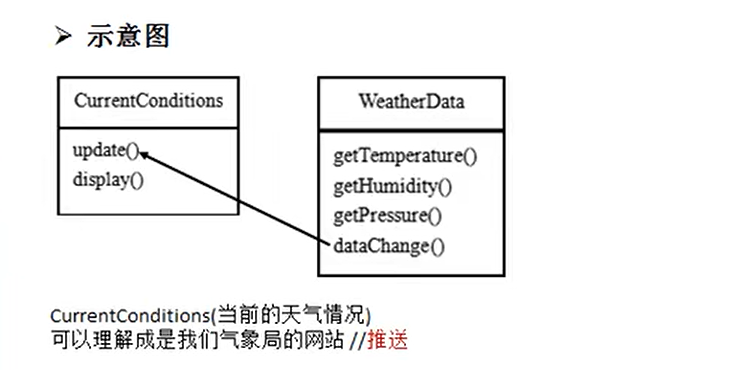 ➤ 示意图
CurrentConditions
update()
display()
WeatherData
getTemperature()
getHumidity()
getPressure()
dataChange()
CurrentConditions(当前的天气情况)
可以理解成是我们气象局的网站 //推送